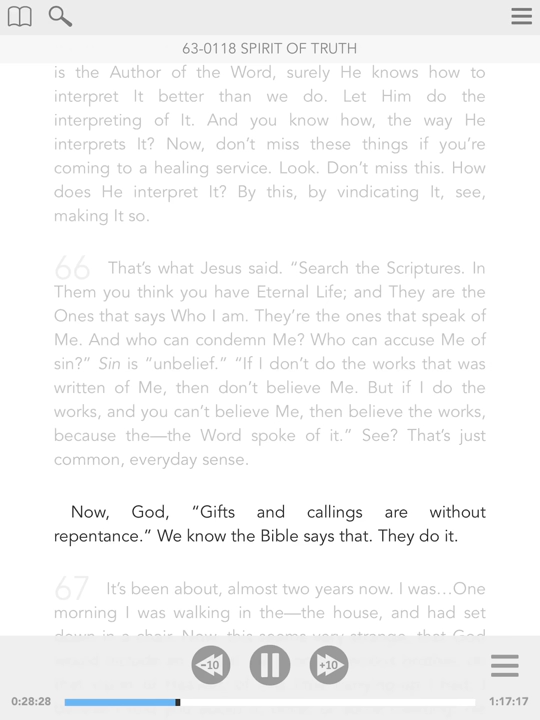 63-0118 SPIRIT OF TRUTH
is the Author of the Word, surely He knows how to
interpret It better than we do. Let Him do the
interpreting of It. And you know how, the way He
interprets It? Now, don’t miss these things if you’re
coming to a healing service. Look. Don’t miss this. How
does He interpret It? By this, by vindicating It, see,
making It so.
66 That’s what Jesus said. “Search the Scriptures. In
Them you think you have Eternal Life; and They are the
Ones that says Who I am. They’re the ones that speak of
Me. And who can condemn Me? Who can accuse Me of
sin?” Sin is “unbelief.” “If I don’t do the works that was
written of Me, then don’t believe Me. But if I do the
works, and you can’t believe Me, then believe the works,
because the—the Word spoke of it.” See? That’s just
common, everyday sense.
Now, God, “Gifts and callings are without
repentance.” We know the Bible says that. They do it.
67 It’s been about, almost two years now. I was…One
morning I was walking in the—the house, and had set
down in a chair. Now, this seems very strange, that God
-10 +10
0:28:28 1:17:17